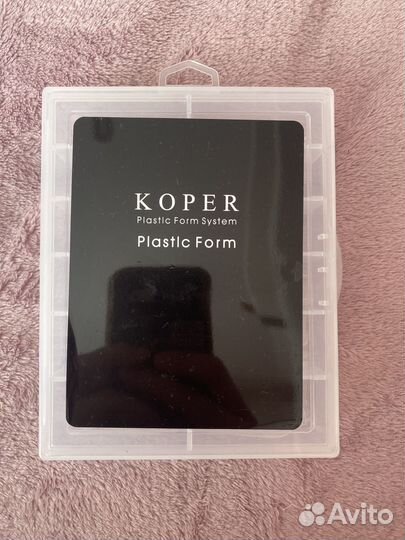 KOPER
Plastic Form System
Plastic Form
Avito